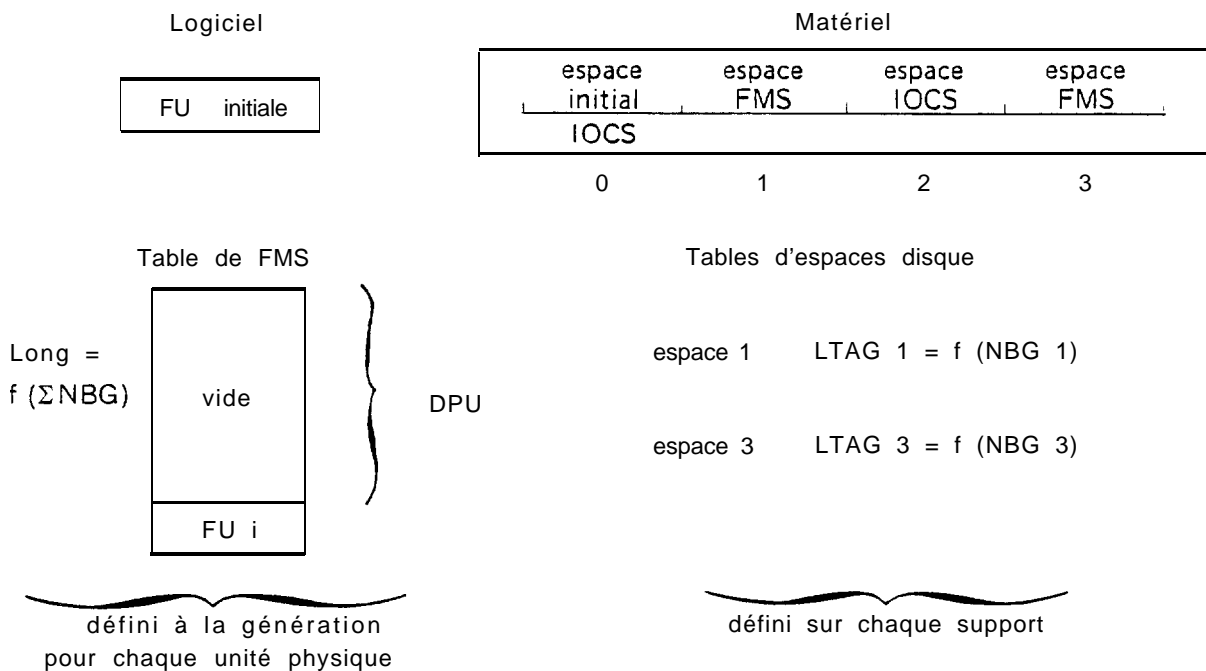 Logiciel
Matériel
FU initiale
espace espace espace espace
initial FMS IOCS FMS
IOCS
0 1 2 3
Table de FMS
Tables d'espaces disque
Long =
f (ΣNBG)
vide
DPU
espace 1 LTAG 1 = f (NBG 1)
espace 3 LTAG 3 = f (NBG 3)
FU i
défini à la génération
pour chaque unité physique
défini sur chaque support